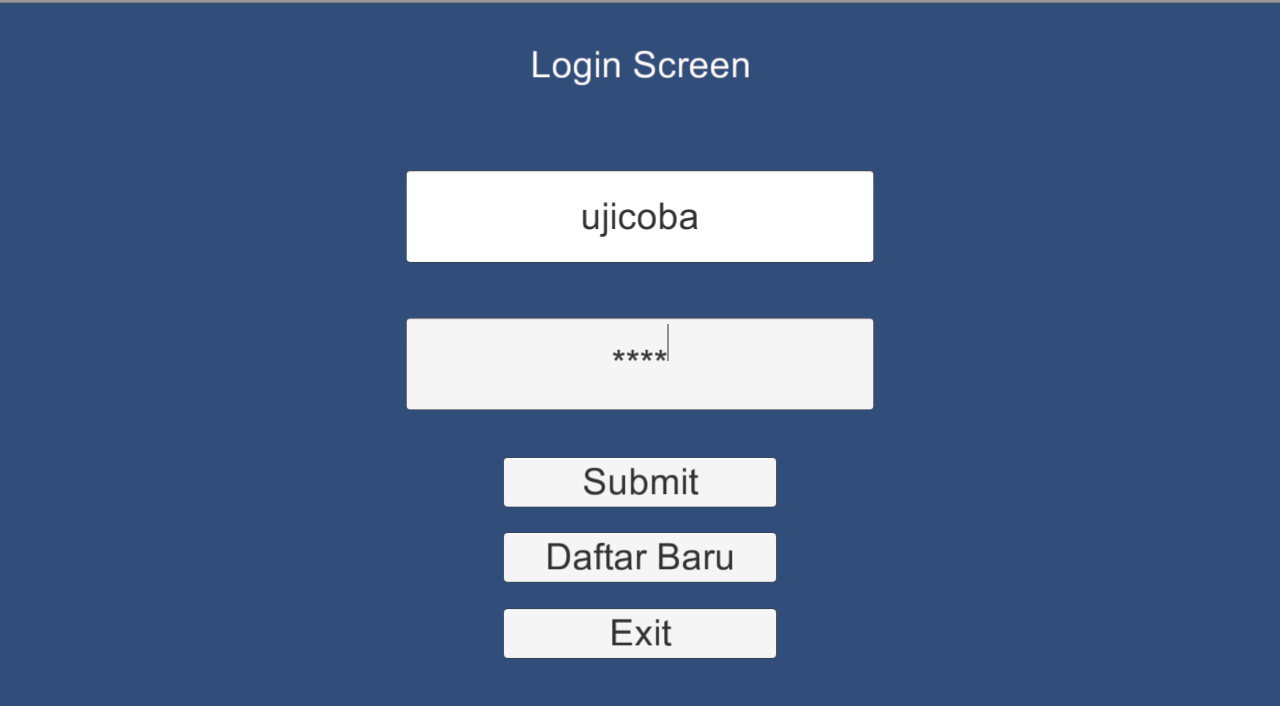 Login Screen
ujicoba
****
Submit
Daftar Baru
Exit